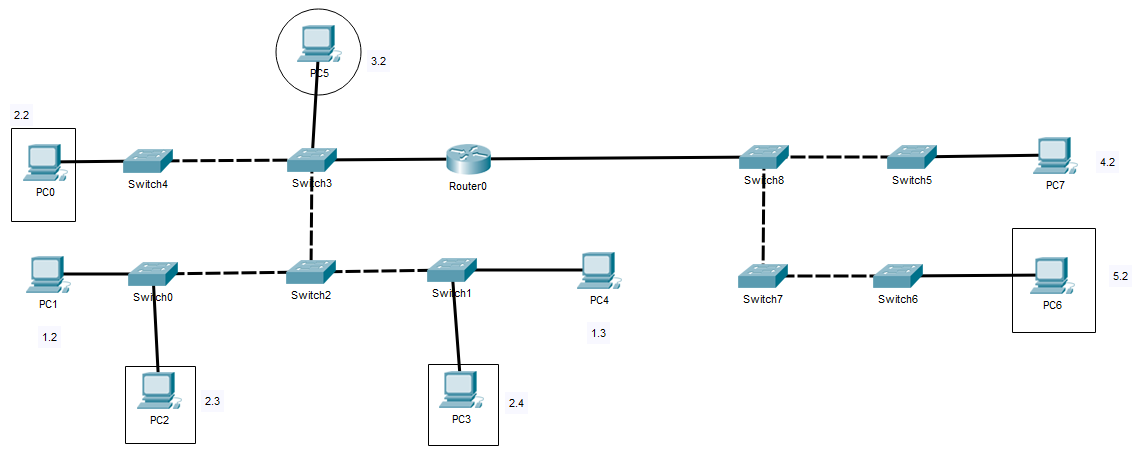 PC5
3.2
2.2
PC0
Switch4
Switch3
Router0
Switch8
Switch5
PC7
4.2
PC1
Switch0
Switch2
Switch1
PC4
Switch7
Switch6
PC6
5.2
1.2
1.3
PC2
2.3
PC3
2.4